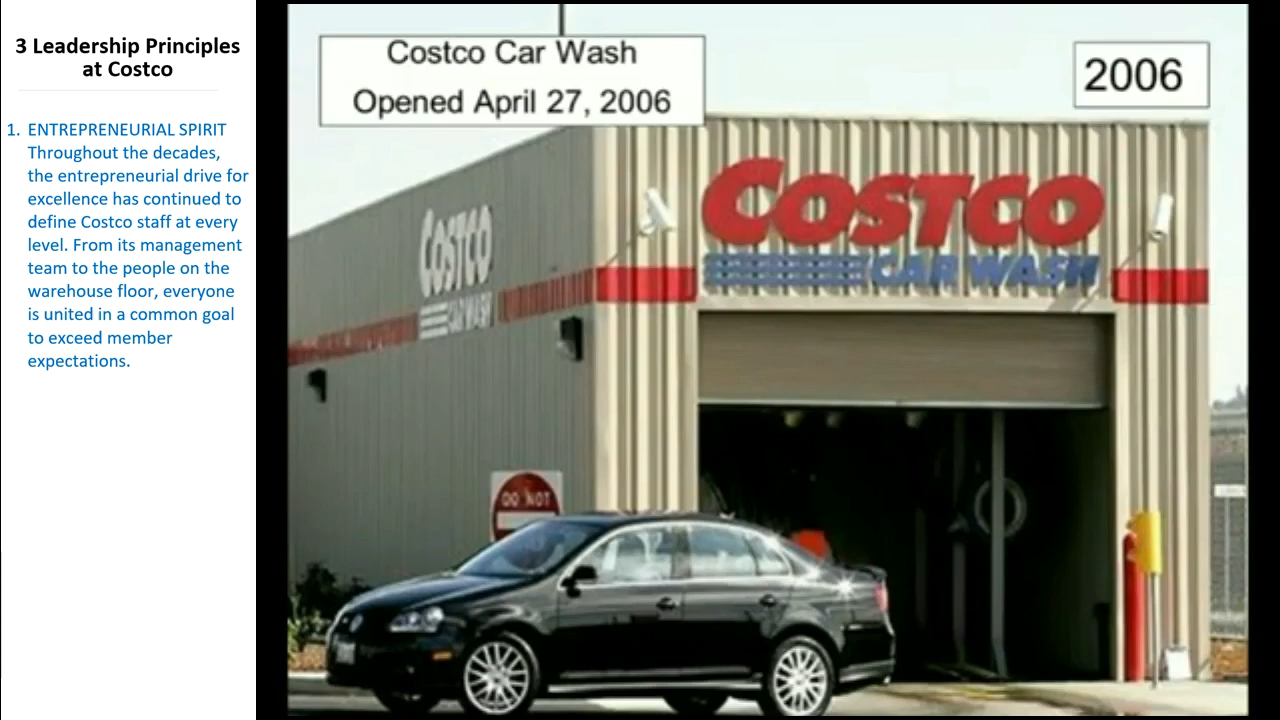 3 Leadership Principles
at Costco
1. ENTREPRENEURIAL SPIRIT
Throughout the decades,
the entrepreneurial drive for
excellence has continued to
define Costco staff at every
level. From its management
team to the people on the
warehouse floor, everyone
is united in a common goal
to exceed member
expectations.
Costco Car Wash
Opened April 27, 2006
2006
COSTCO
CAR WASH
COSTCO
CAR WASH
DO NOT